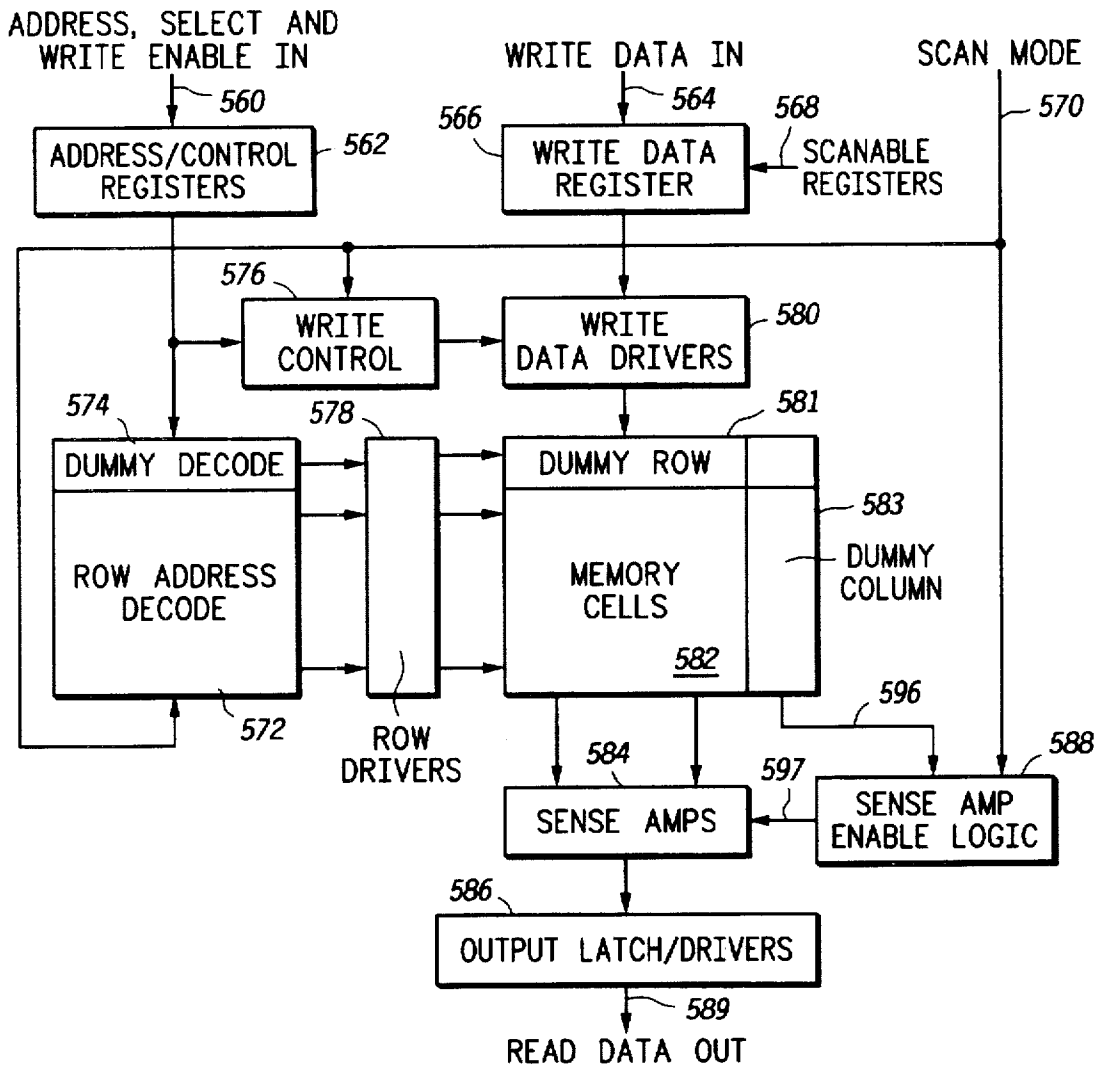 ADDRESS, SELECT AND
WRITE ENABLE IN
WRITE DATA IN
SCAN MODE
560
564
570
566
568
562
ADDRESS/CONTROL
REGISTERS
WRITE DATA
REGISTER
SCANABLE
REGISTERS
576
580
WRITE
CONTROL
WRITE
DATA DRIVERS
574
578
581
DUMMY DECODE
DUMMY ROW
583
ROW ADDRESS
DECODE
MEMORY
CELLS
DUMMY
COLUMN
582
572
ROW
DRIVERS
596
584
597
588
SENSE AMPS
SENSE AMP
ENABLE LOGIC
586
OUTPUT LATCH/DRIVERS
589
READ DATA OUT